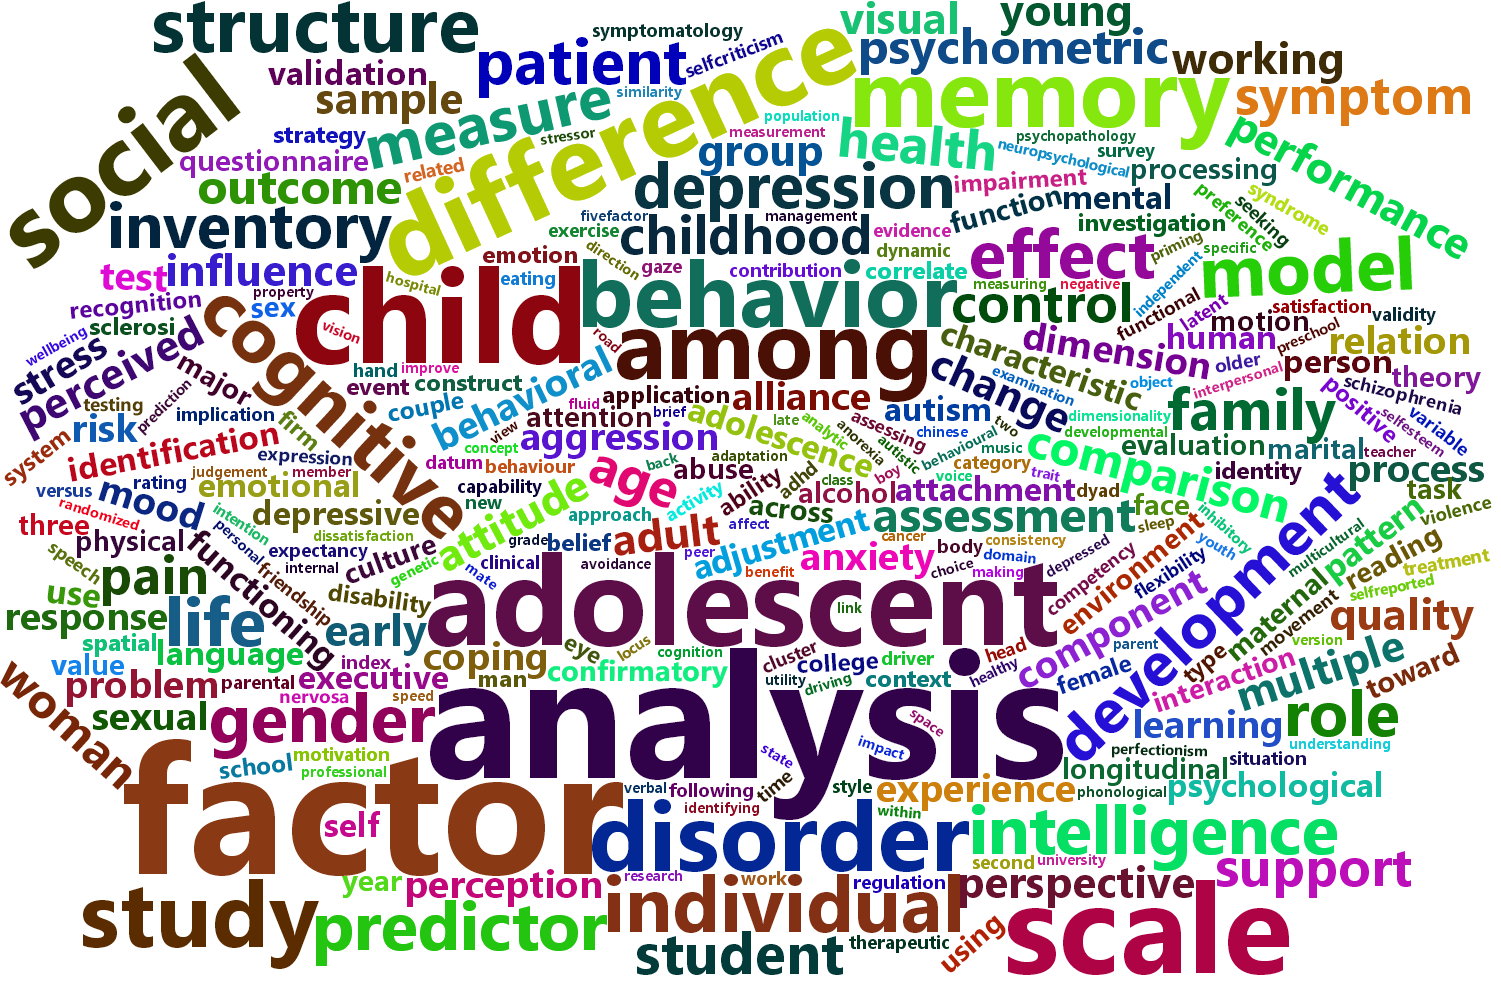 structure
symptomatology
visual
young
social
validation
patient
selfcriticism
difference
psychometric
working
sample
measure
similarity
memory
symptom
strategy
stressor
population
measurement
health
psychopathology
neuropsychological
survey
performance
questionnaire
related
group
processing
outcome
depression
impairment
function
mental
preference
seeking
syndrome
inventory
fivefactor
exercise
management
childhood
evidence
dynamic
investigation
effect
priming
specific
model
test
influence
emotion
direction
gaze
eating
contribution
correlate
measuring
negative
independent
functional
latent
recognition
property
sex
hospital
child
behavior
control
satisfaction
validity
motion
human
preschool
relation
wellbeing
sclerosi
stress
perceived
cognitive
vision
road
among
characteristic
dimension
older
person
theory
major
hand
improve
event
construct
couple
behavioral
application
alliance
change
examination
object
interpersonal
family
positive
schizophrenia
selfesteem
variable
testing
prediction
implication
system
risk
firm
view
fluid
attention
brief
adolescence
late
analytic
anorexia
assessing
autism
chinese
two
dimensionality
developmental
comparison
evaluation
marital
teacher
identification
expression
concept
aggression
adaptation
autistic
behavioural
music
category
trait
identity
process
judgement
member
datum
behaviour
age
back
abuse
ability
adhd
class
boy
voice
versus
rating
emotional
capability
attitude
activity
alcohol
attachment
dyad
face
task
violence
randomized
mood
intention
depressive
new
approach
affect
across
assessment
sleep
inhibitory
multicultural
pattern
three
physical
personal
dissatisfaction
expectancy
culture
grade
belief
adult
peer
adjustment
cancer
consistency
anxiety
body
domain
depressed
environment
youth
development
reading
treatment
speech
pain
functioning
friendship
internal
genetic
clinical
mate
avoidance
benefit
choice
making
competency
flexibility
selfreported
use
disability
adolescent
link
component
maternal
movement
version
quality
response
life
early
spatial
language
eye
locus
cognition
cluster
head
parent
type
value
index
coping
confirmatory
college
driver
healthy
female
interaction
multiple
toward
woman
problem
parental
executive
man
utility
driving
context
nervosa
speed
sexual
gender
analysis
space
learning
role
understanding
state
impact
perfectionism
situation
school
motivation
professional
longitudinal
factor
verbal
following
time
style
experience
phonological
psychological
self
identifying
within
disorder
intelligence
second
university
support
year
perception
research
work
regulation
perspective
study
predictor
individual
scale
student
therapeutic
using